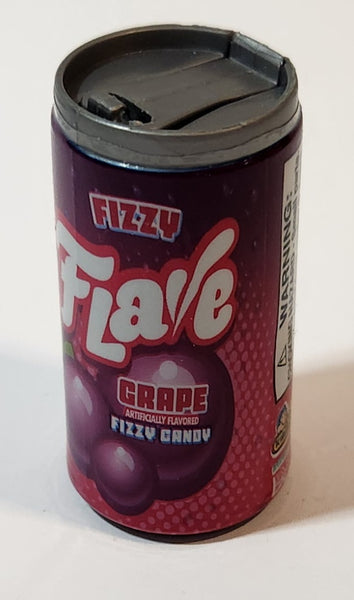 FIZZY
FLaVe
GRAPE
ARTIFICIALLY FLAVORED
FIZZY CANDY
WARNING: